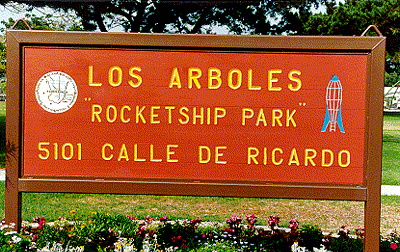 LOS ARBOLES
"ROCKETSHIP PARK"
5101 CALLE DE RICARDO